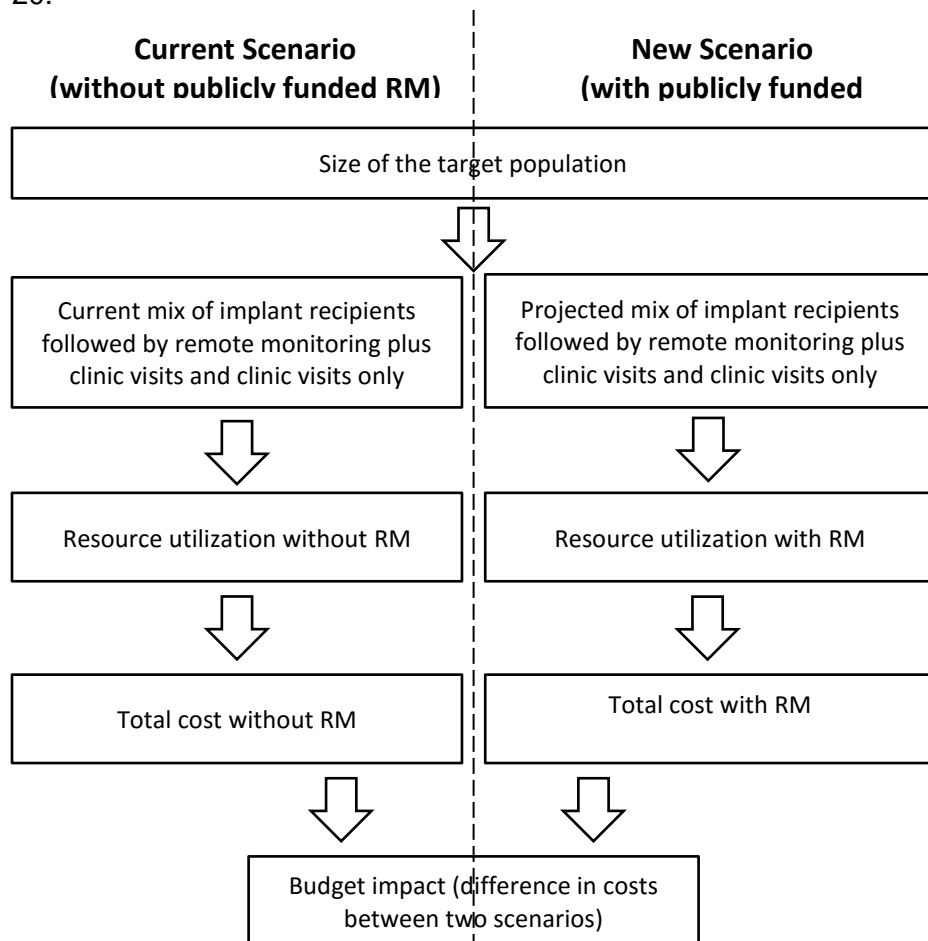 20.
Current Scenario
(without publicly funded RM)
New Scenario
(with publicly funded
Size of the target population
Current mix of implant recipients
followed by remote monitoring plus
clinic visits and clinic visits only
Projected mix of implant recipients
followed by remote monitoring plus
clinic visits and clinic visits only
Resource utilization without RM
Resource utilization with RM
Total cost without RM
Total cost with RM
Budget impact (difference in costs
between two scenarios)